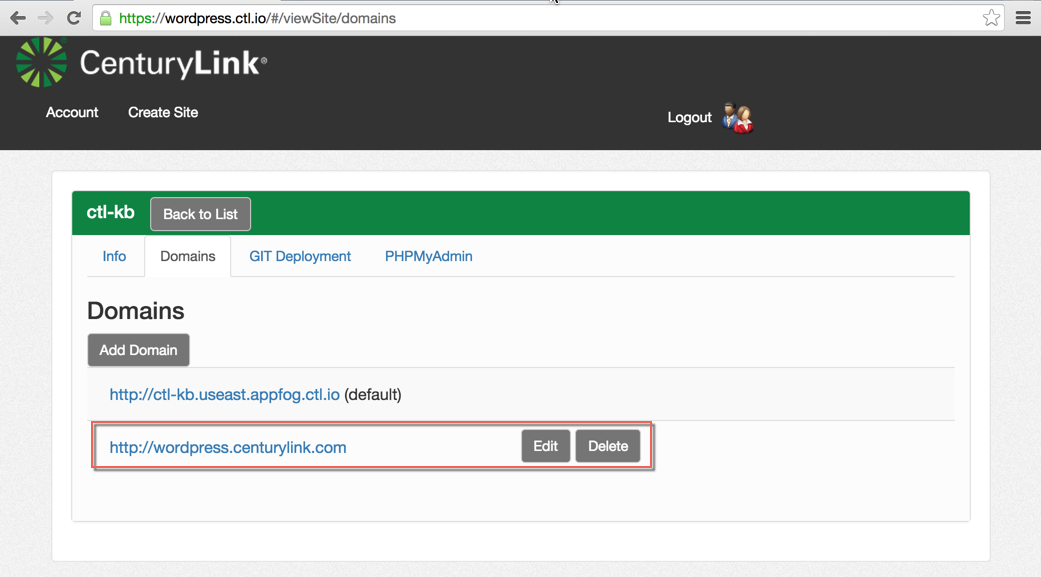 https://wordpress.ctl.io/#/viewSite/domains
CenturyLink®
Account Create Site Logout
ctl-kb Back to List
Info Domains GIT Deployment PHPMyAdmin
Domains
Add Domain
http://ctl-kb.useast.appfog.ctl.io (default)
http://wordpress.centurylink.com Edit Delete